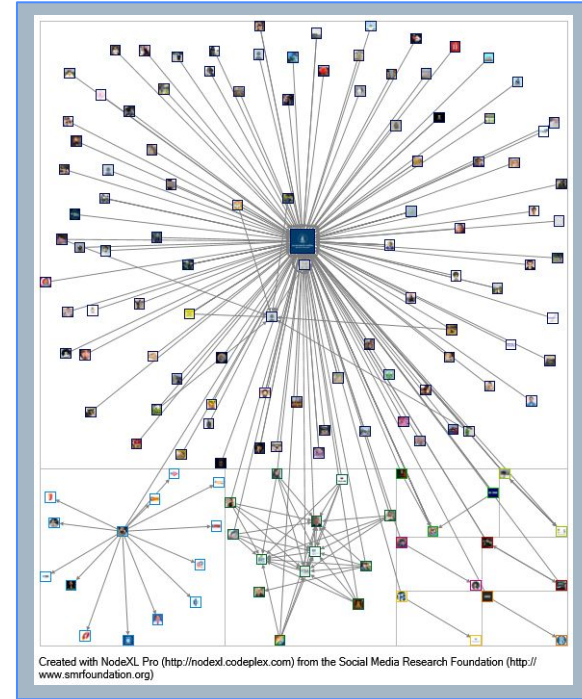 Created with NodeXL Pro (http://nodexl.codeplex.com) from the Social Media Research Foundation (http://
www.smrfoundation.org)